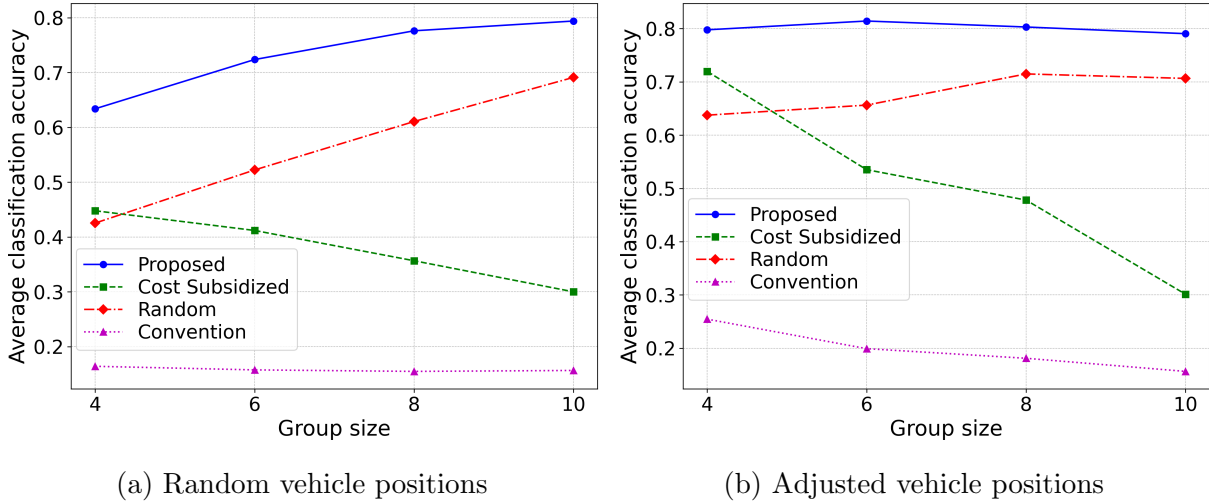 Average classification accuracy
0.8
0.7
0.6
0.5
0.4
0.3
0.2
Proposed
Cost Subsidized
Random
Convention
4 6 8 10
Group size
(a) Random vehicle positions
Average classification accuracy
0.8
0.7
0.6
0.5
0.4
0.3
0.2
Proposed
Cost Subsidized
Random
Convention
4 6 8 10
Group size
(b) Adjusted vehicle positions